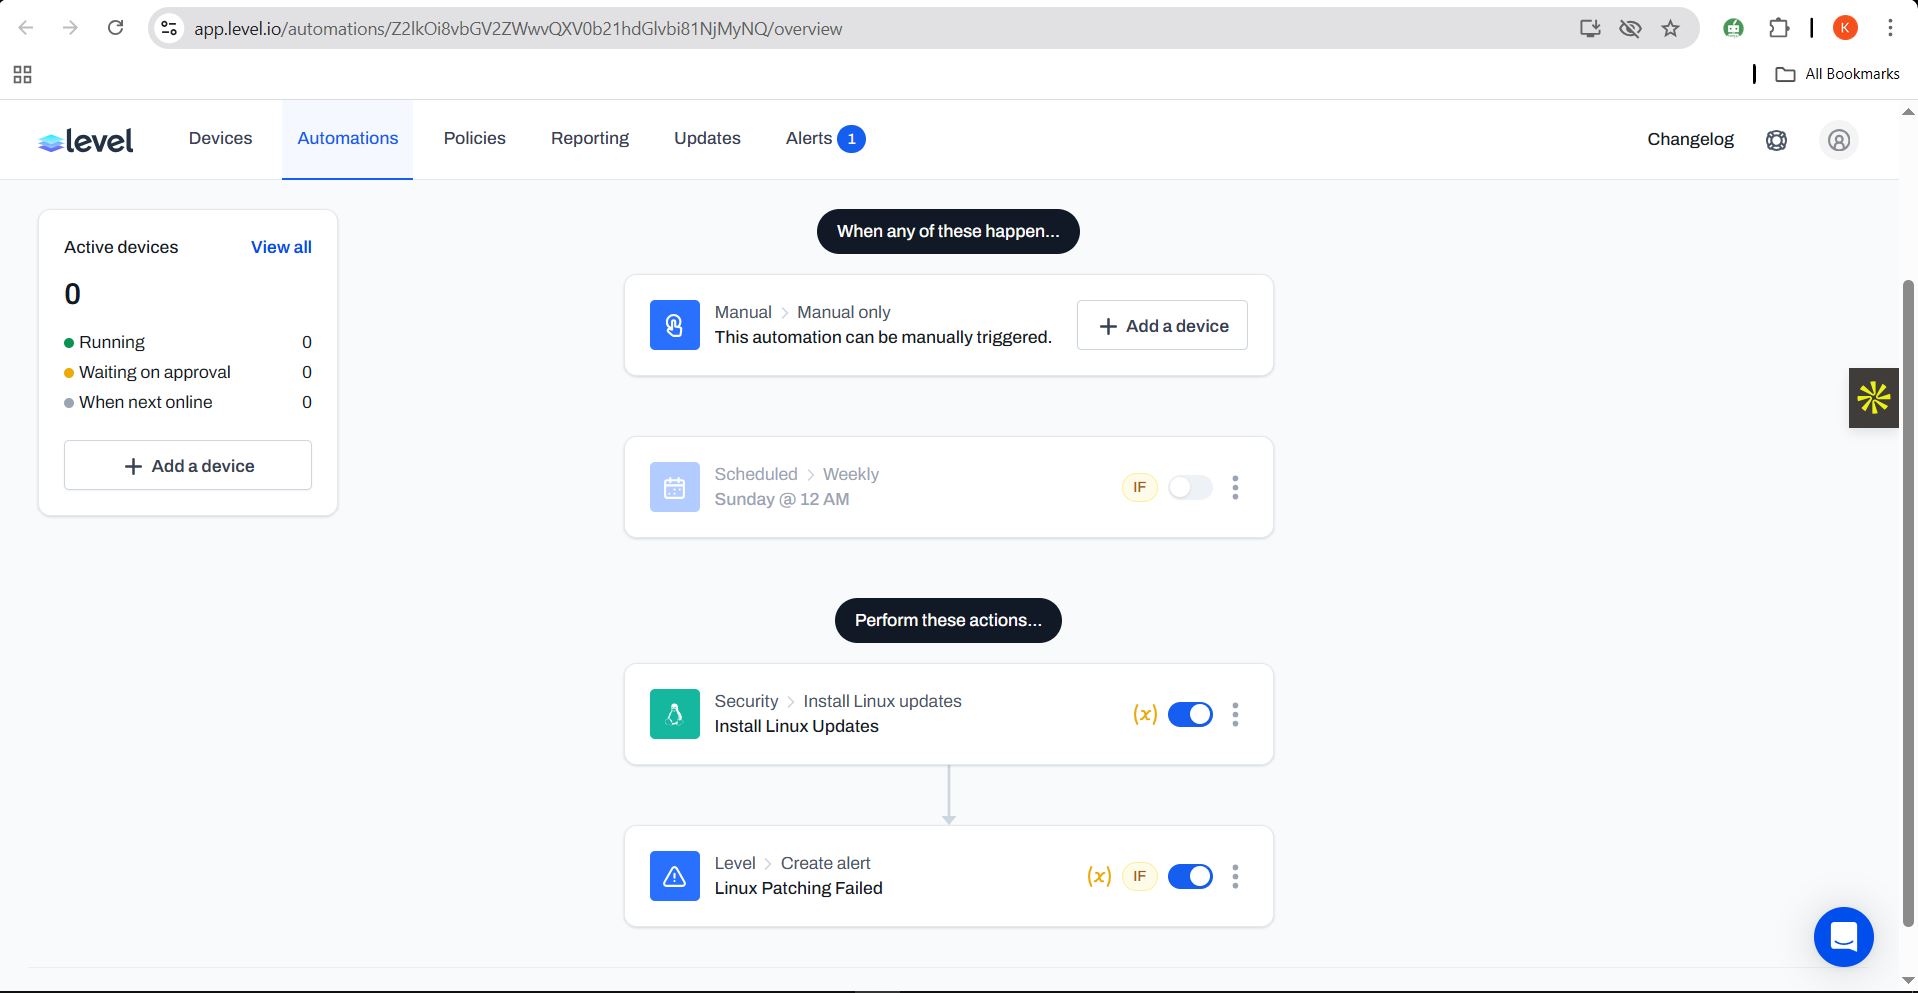 app.level.io/automations/Z2lkOi8vbGV2ZWwvQXV0b21hdGlvbi81NjMyNQ/overview
K
All Bookmarks
level
Devices
Automations
Policies
Reporting
Updates
Alerts 1
Changelog
Active devices
View all
0
Running 0
Waiting on approval 0
When next online 0
+ Add a device
When any of these happen...
Manual > Manual only
This automation can be manually triggered.
+ Add a device
Scheduled > Weekly
Sunday @ 12 AM
IF
Perform these actions...
Security > Install Linux updates
Install Linux Updates
(x)
Level > Create alert
Linux Patching Failed
(x) IF